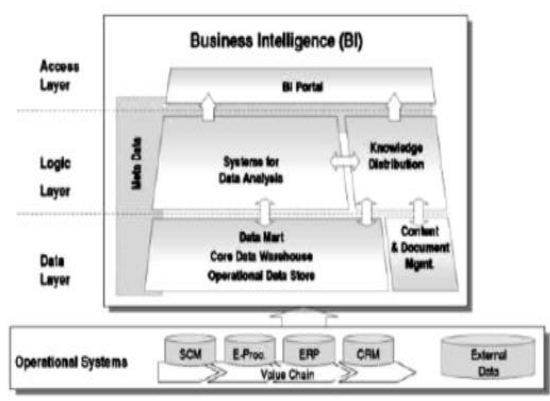 Business Intelligence (BI)
Access
Layer
BI Portal
Meta Data
Logic
Layer
Systems for
Data Analysis
Knowledge
Distribution
Data
Layer
Data Mart
Core Data Warehouse
Operational Data Store
Content
& Document
Mgmt.
Operational Systems
SCM
E-Proc.
ERP
CRM
Value Chain
External
Data